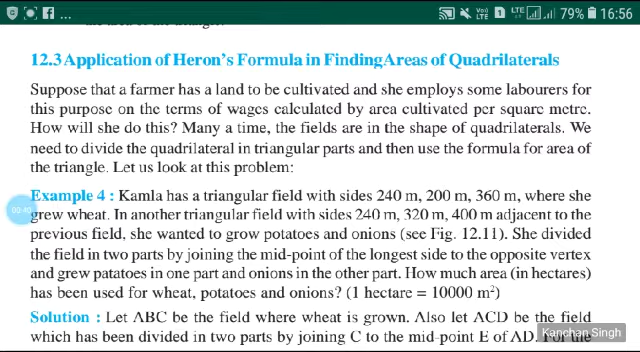 16:56
79%
12.3 Application of Heron's Formula in Finding Areas of Quadrilaterals
Suppose that a farmer has a land to be cultivated and she employs some labourers for
this purpose on the terms of wages calculated by area cultivated per square metre.
How will she do this? Many a time, the fields are in the shape of quadrilaterals. We
need to divide the quadrilateral in triangular parts and then use the formula for area of
the triangle. Let us look at this problem:
Example 4 : Kamla has a triangular field with sides 240 m, 200 m, 360 m, where she
grew wheat. In another triangular field with sides 240 m, 320 m, 400 m adjacent to the
previous field, she wanted to grow potatoes and onions (see Fig. 12.11). She divided
the field in two parts by joining the mid-point of the longest side to the opposite vertex
and grew patatoes in one part and onions in the other part. How much area (in hectares)
has been used for wheat, potatoes and onions? (1 hectare = 10000 m²)
Solution : Let ABC be the field where wheat is grown. Also let ACD be the field
which has been divided in two parts by joining C to the mid-point E of AD. For the
Kanchan Singh